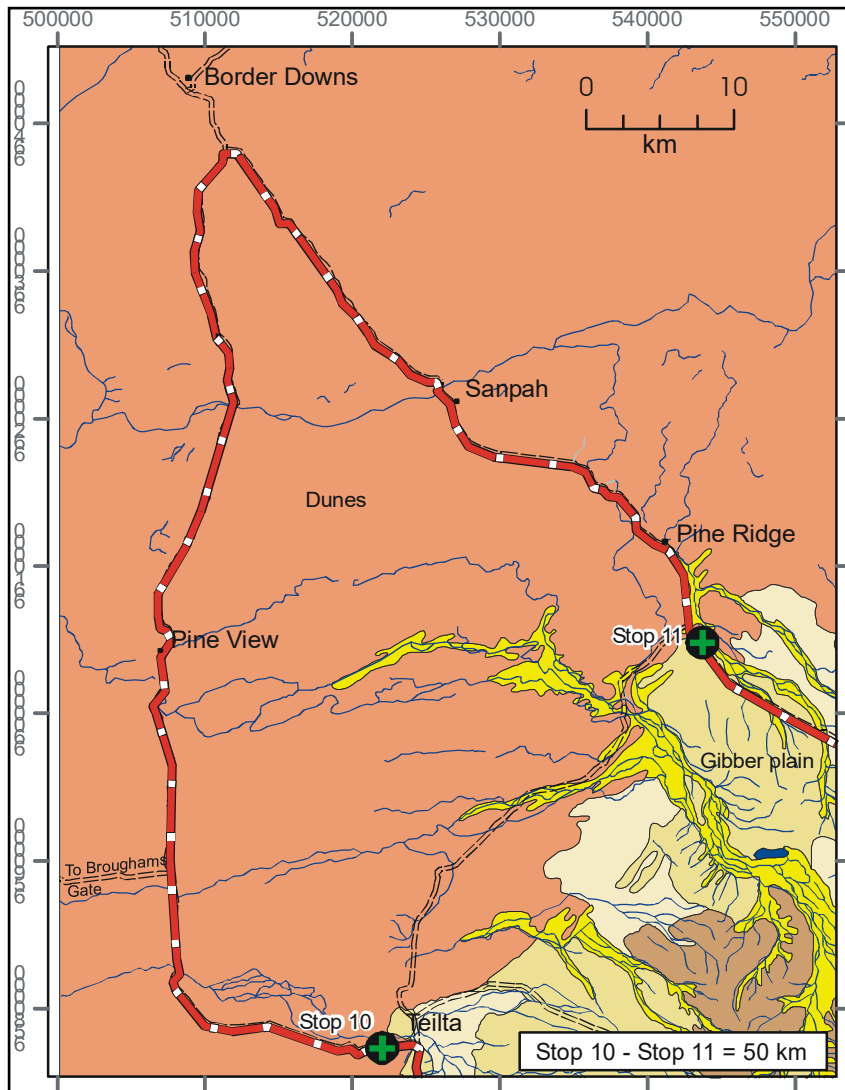 500000 510000 520000 530000 540000 550000
Border Downs
0 10
km
Sanpah
Dunes
Pine Ridge
Stop 11
Pine View
Gibber plain
To Broughams
Gate
Stop 10
Teilta
Stop 10 - Stop 11 = 50 km